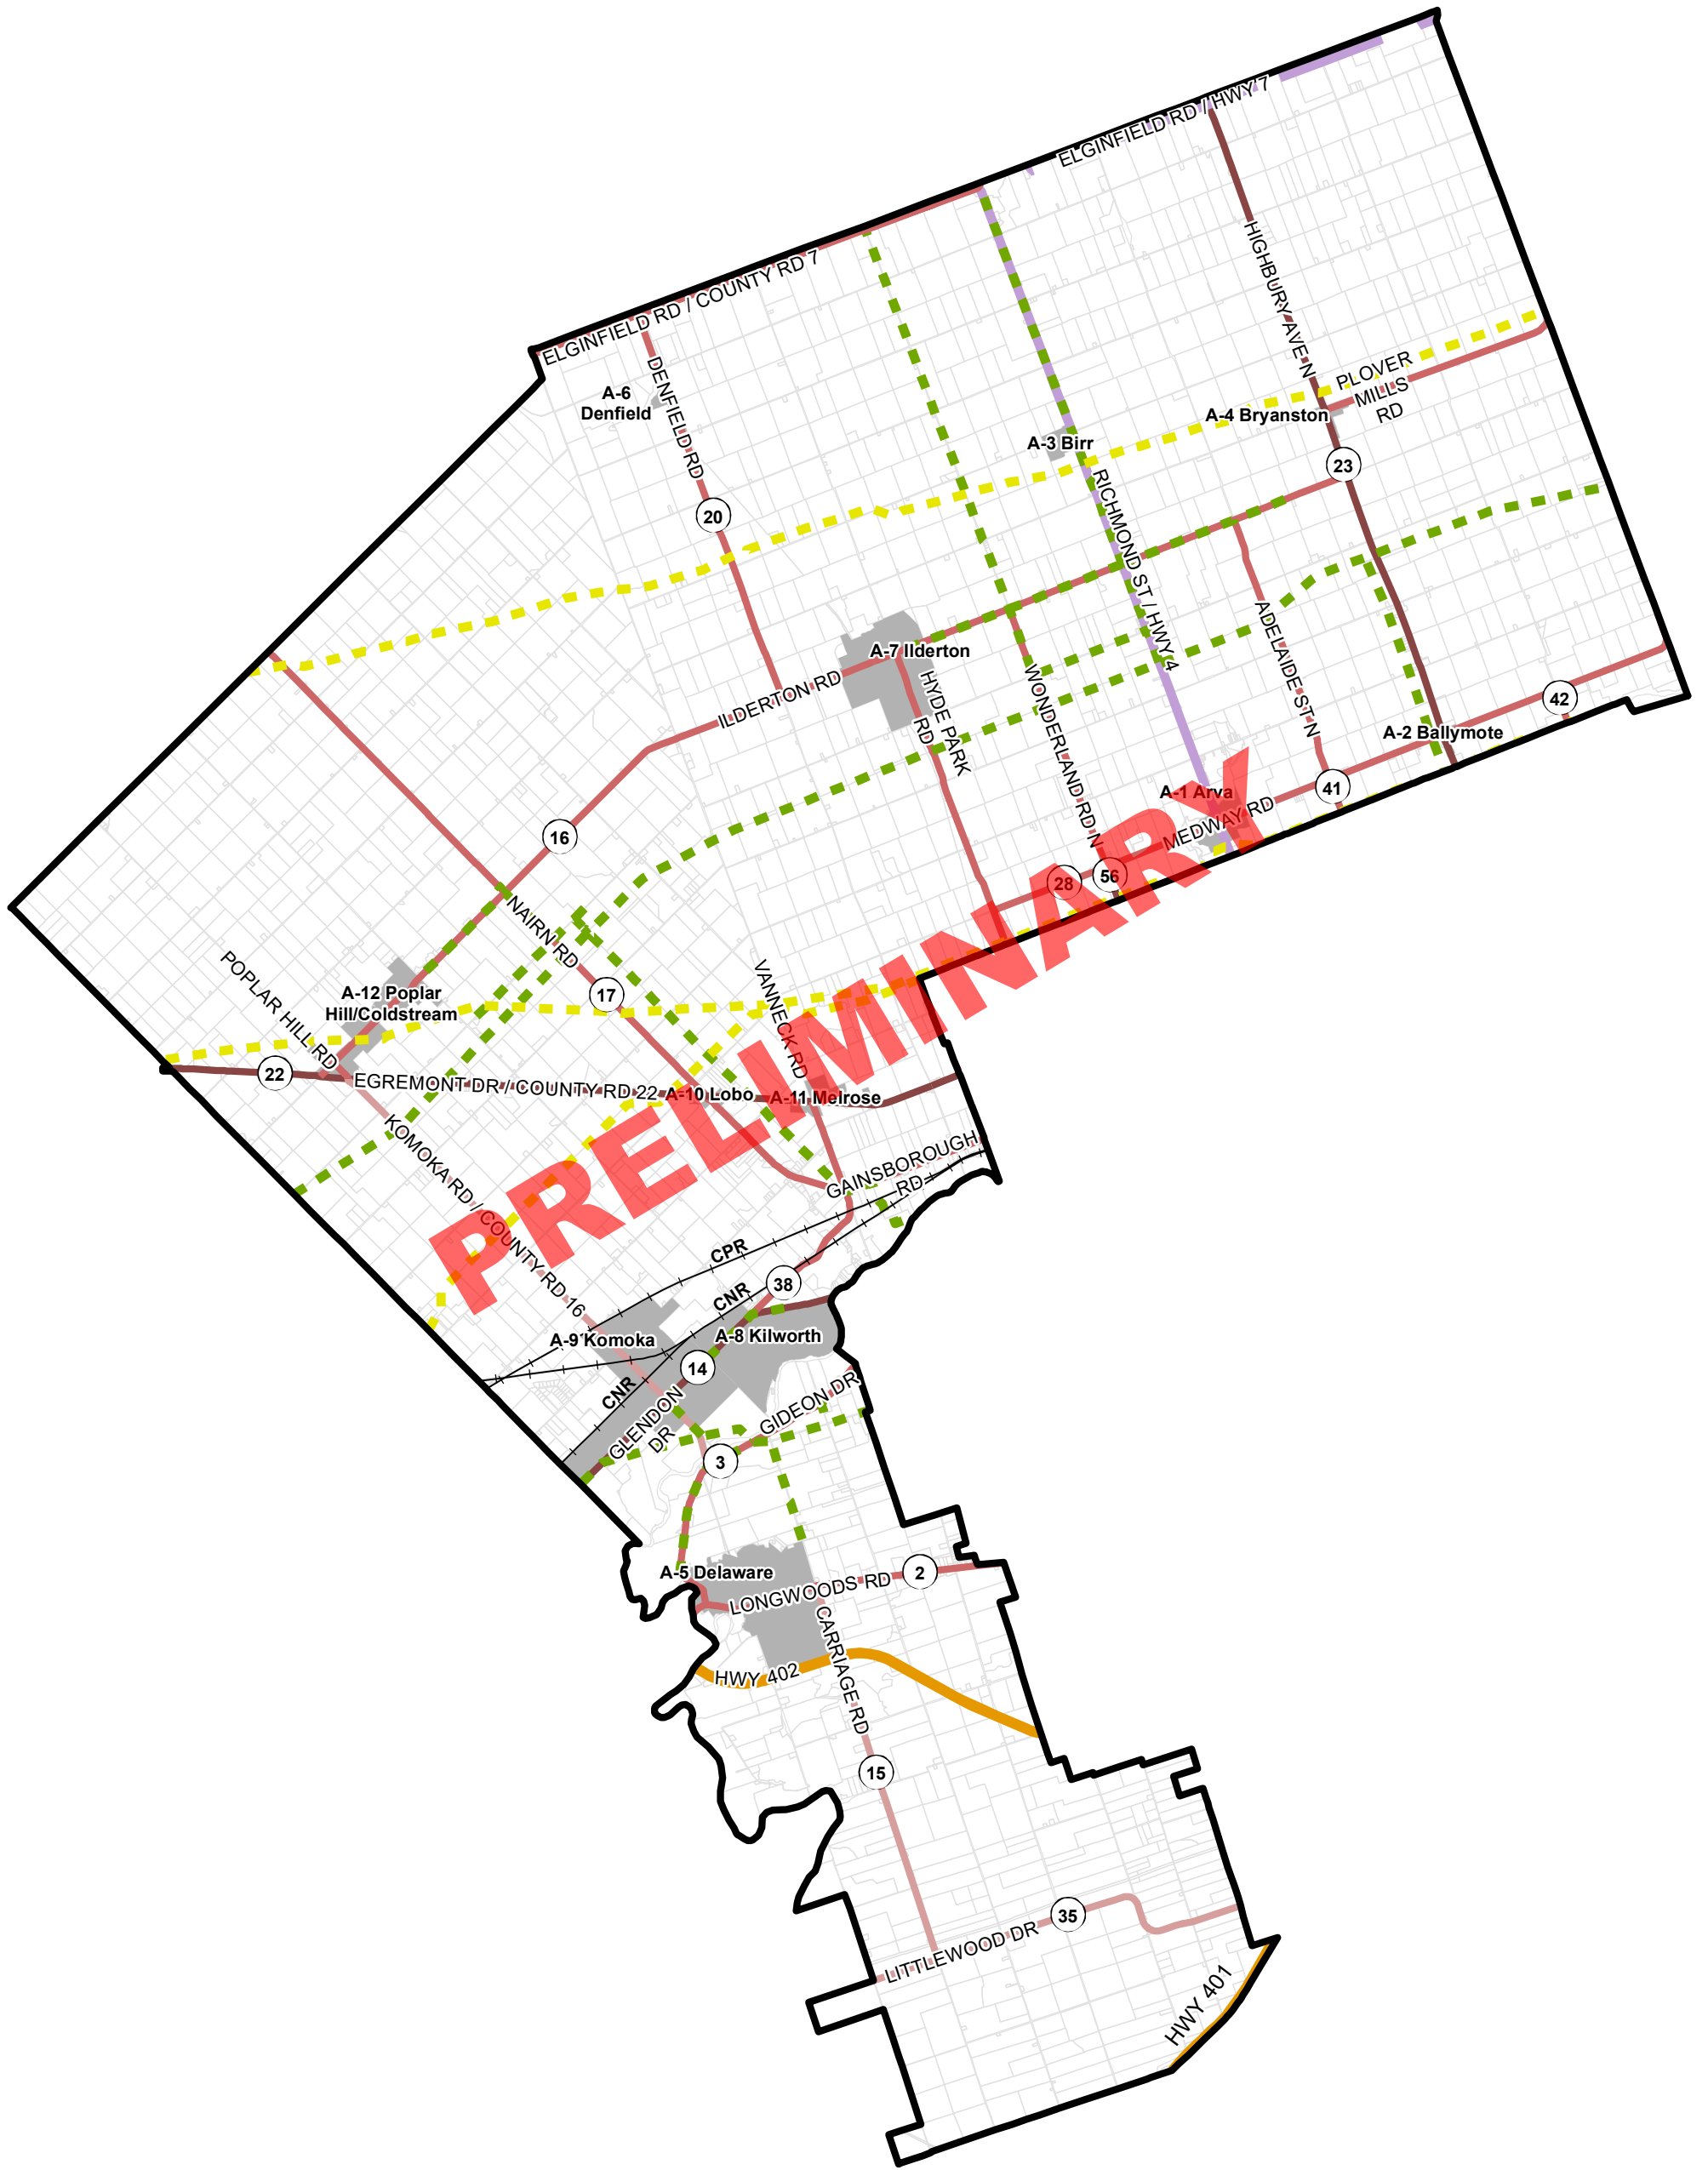 ELGINFIELD RD / HWY 7
ELGINFIELD RD / COUNTY RD 7
HIGHBURY AVE N
DENFIELD RD
A-6
Denfield
PLOVER
MILLS
RD
A-4 Bryanston
A-3 Birr
23
20
RICHMOND ST / HWY 4
ADELAIDE ST N
A-7 Ilderton
ILDERTON RD
HYDE PARK
RD
WONDERLAND RD N
42
A-2 Ballymote
41
A-1 Arva
MEDWAY RD
16
56
28
NAIRN RD
POPLAR HILL RD
A-12 Poplar
Hill/Coldstream
17
VANNECK RD
22
EGREMONT DR / COUNTY RD 22
A-10 Lobo
A-11 Melrose
PRELIMINARY
KOMOKA RD / COUNTY RD 16
GAINSBOROUGH
RD
CPR
CNR
38
A-9 Komoka
A-8 Kilworth
14
CNR
GLENDON
DR
GIDEON DR
3
A-5 Delaware
LONGWOODS RD
2
CARRIAGE RD
HWY 402
15
35
LITTLEWOOD DR
HWY 401